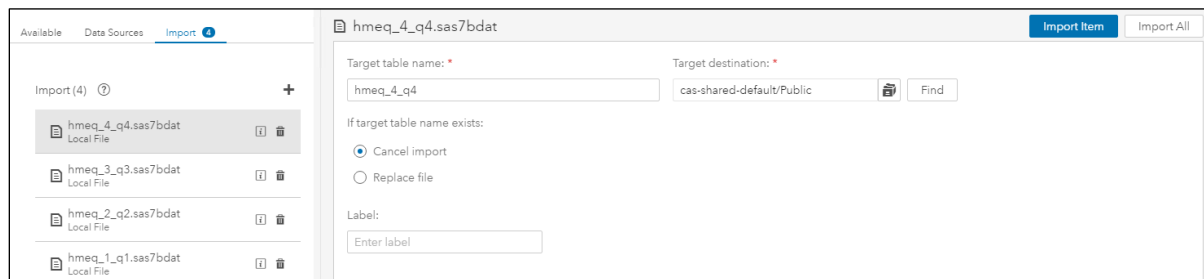 Available Data Sources Import 4
Import (4) ?
hmeq_4_q4.sas7bdat
Local File
hmeq_3_q3.sas7bdat
Local File
hmeq_2_q2.sas7bdat
Local File
hmeq_1_q1.sas7bdat
Local File
hmeq_4_q4.sas7bdat
Import Item Import All
Target table name: * Target destination: *
hmeq_4_q4 cas-shared-default/Public Find
If target table name exists:
Cancel import
Replace file
Label:
Enter label